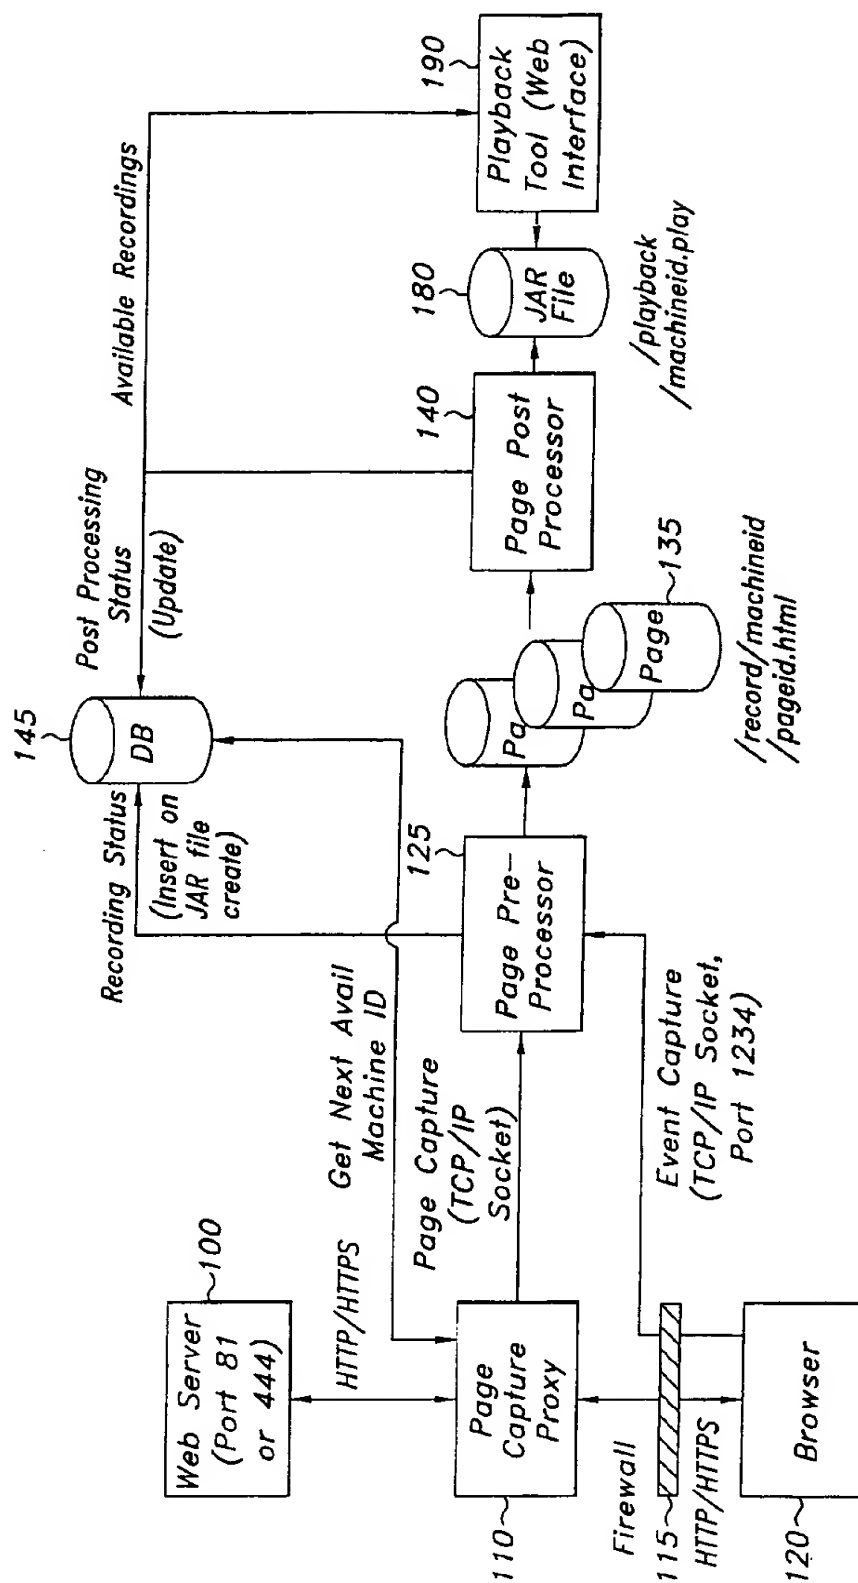 100
Web Server
(Port 81
or 444)
HTTP/HTTPS
110
Page
Capture
Proxy
Firewall
115
HTTP/HTTPS
120
Browser
Get Next Avail
Machine ID
Page Capture
(TCP/IP
Socket)
Event Capture
(TCP/IP Socket,
Port 1234)
Recording Status
(Insert on
JAR file
create)
145
DB
Post Processing
Status
(Update)
Available Recordings
125
Page Pre-
Processor
Pa
Pa
Page
135
/record/machineid
/pageid.html
140
Page Post
Processor
180
JAR
File
/playback
/machineid.play
190
Playback
Tool (Web
Interface)